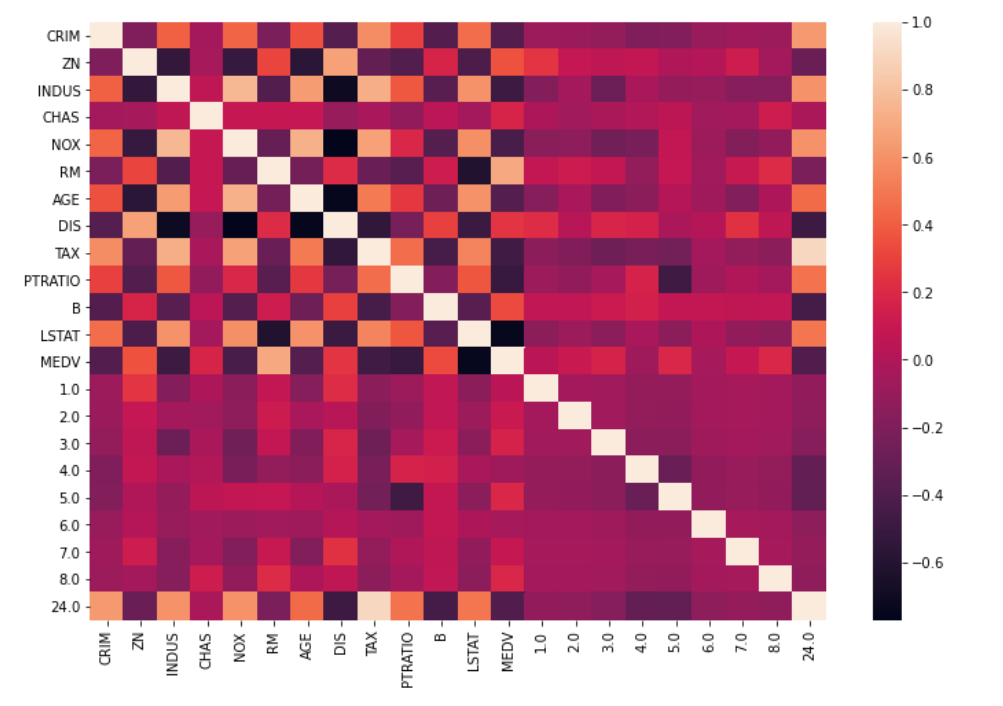 CRIM
ZN
INDUS
CHAS
NOX
RM
AGE
DIS
TAX
PTRATIO
B
LSTAT
MEDV
1.0
2.0
3.0
4.0
5.0
6.0
7.0
8.0
24.0
CRIM
ZN
INDUS
CHAS
NOX
RM
AGE
DIS
TAX
PTRATIO
B
LSTAT
MEDV
1.0
2.0
3.0
4.0
5.0
6.0
7.0
8.0
24.0
1.0
0.8
0.6
0.4
0.2
0.0
−0.2
−0.4
−0.6